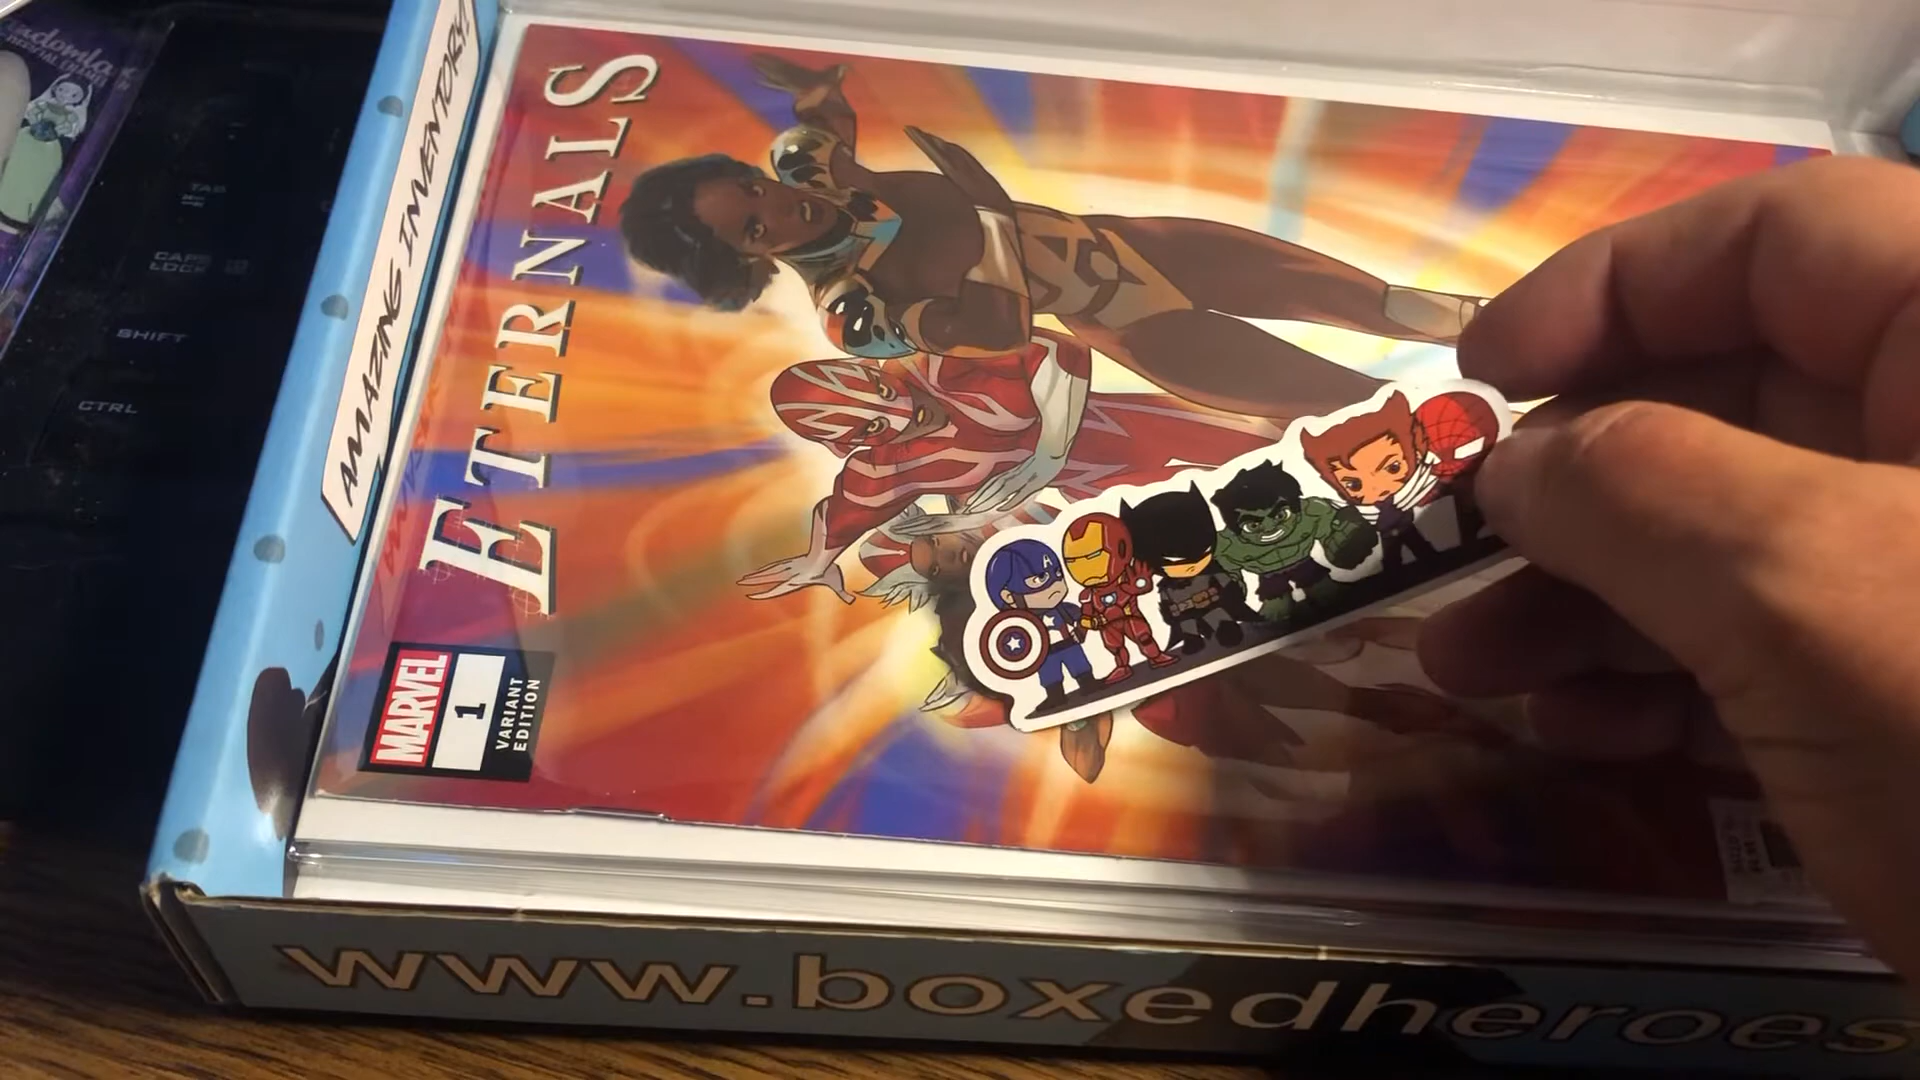 TAB
CAPS
LOCK
SHIFT
CTRL
AMAZING INVENTORY!
ETERNALS
MARVEL
1
VARIANT
EDITION
www.boxedheroes